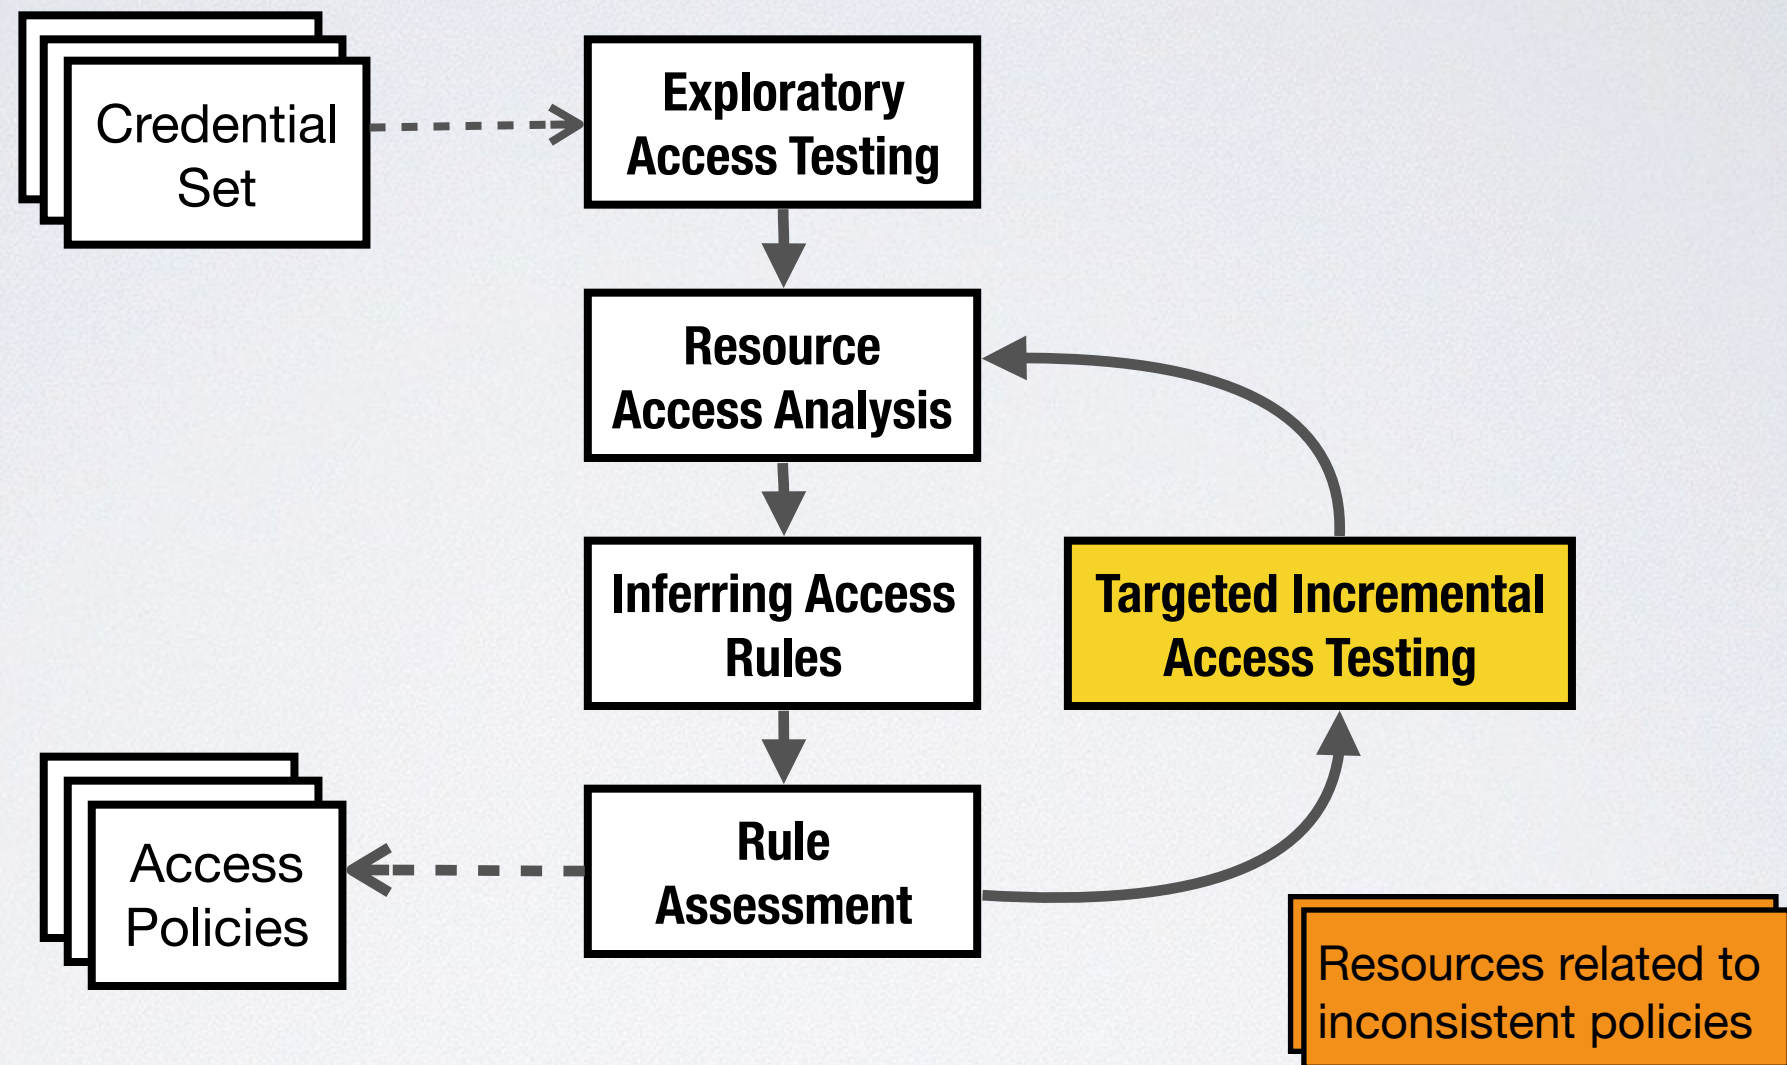 Credential
Set
Exploratory
Access Testing
Resource
Access Analysis
Inferring Access
Rules
Targeted Incremental
Access Testing
Rule
Assessment
Access
Policies
Resources related to
inconsistent policies